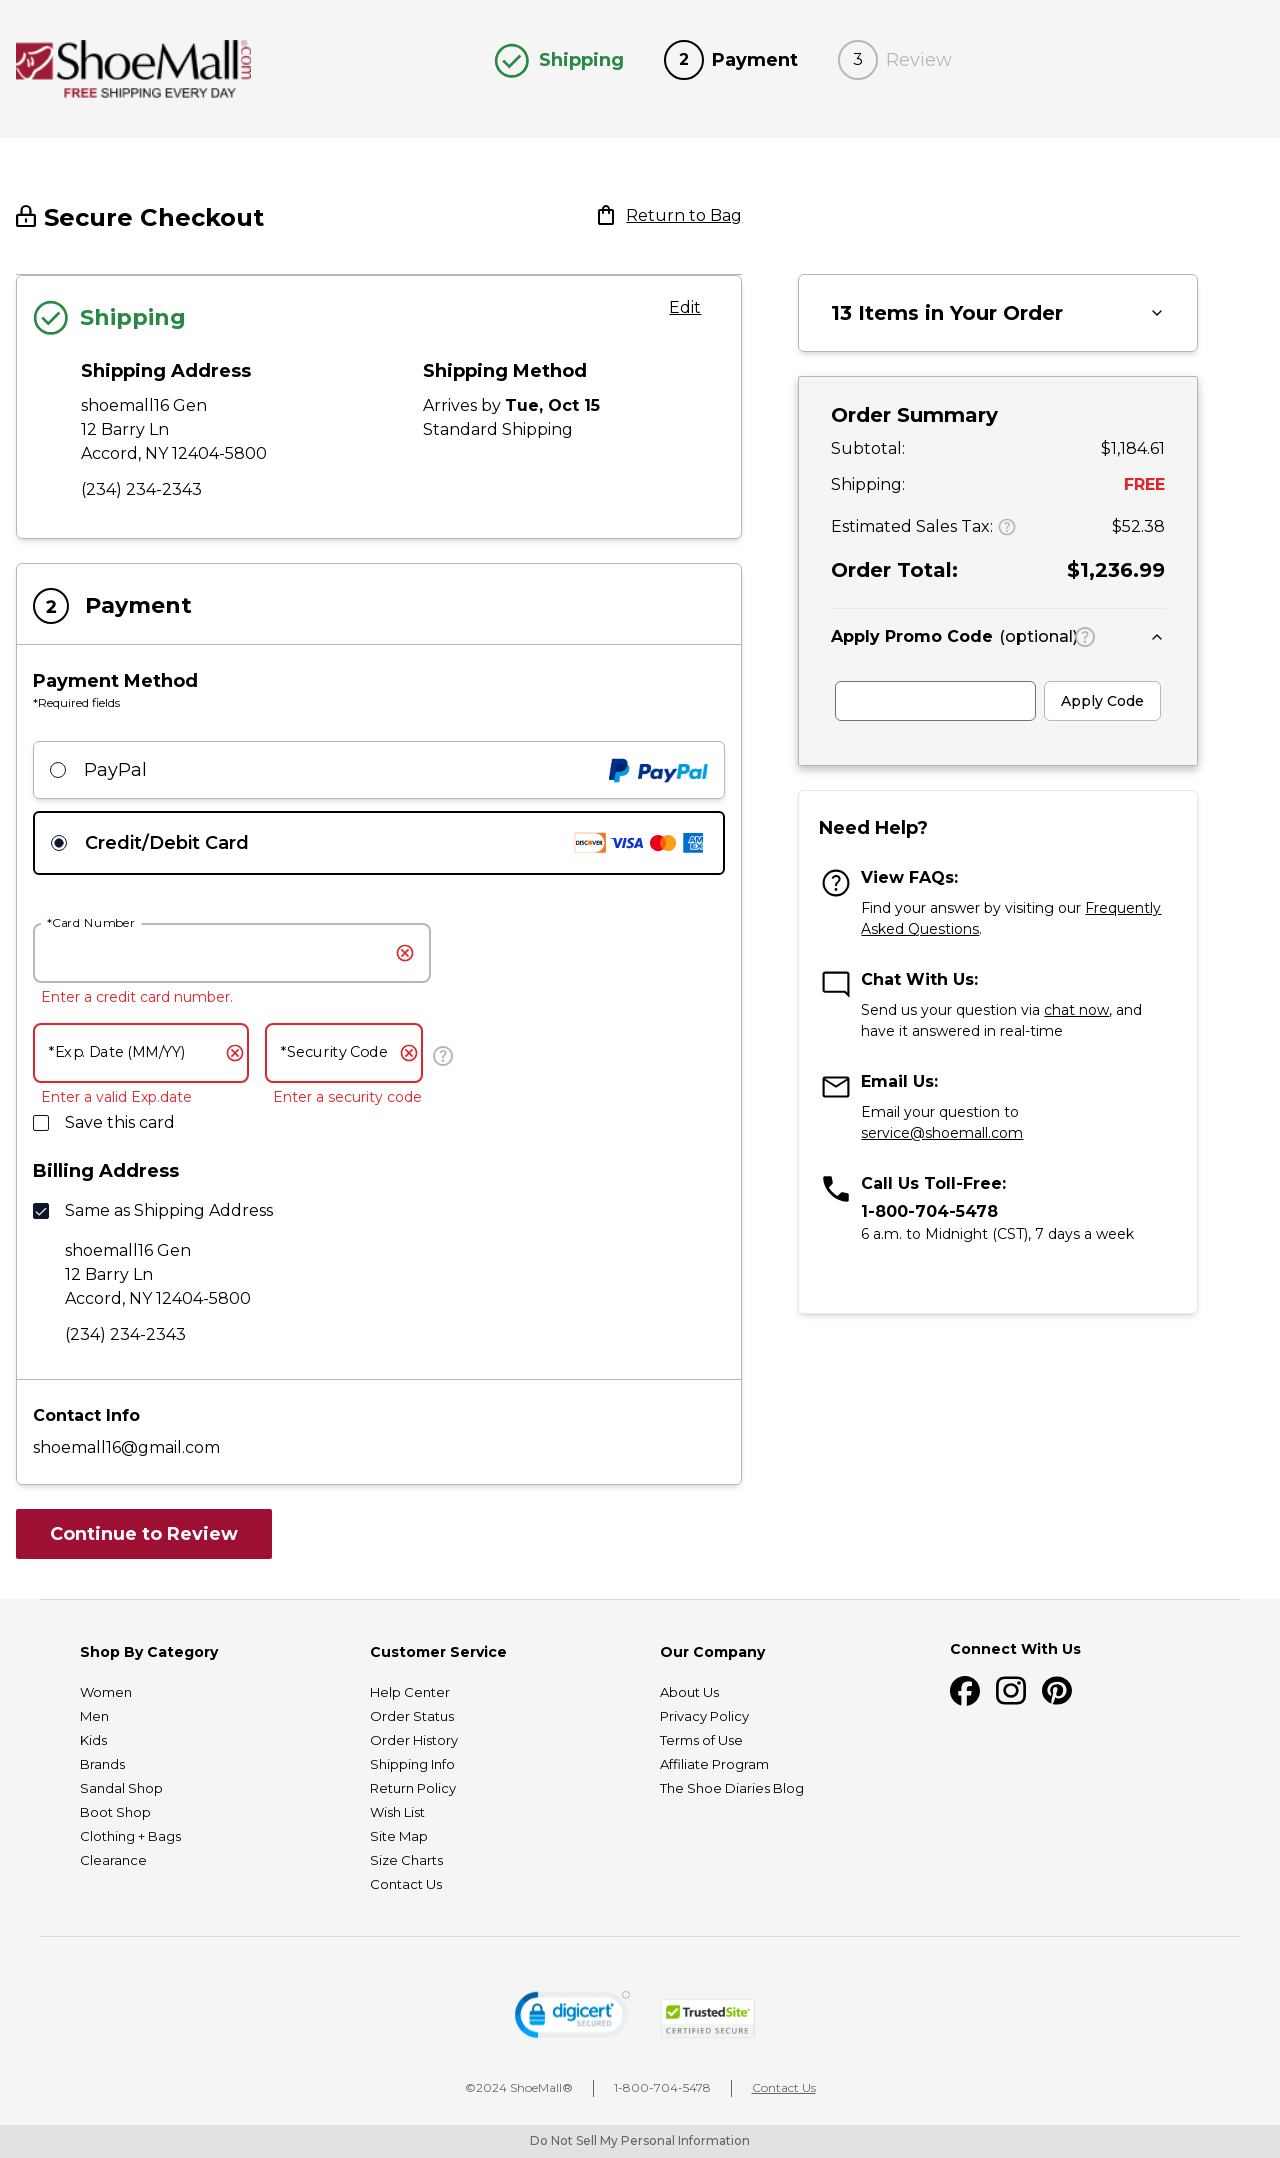 ShoeMall.com
FREE SHIPPING EVERY DAY
Shipping
2 Payment
3 Review
Secure Checkout
Return to Bag
Shipping
Edit
Shipping Address
shoemall16 Gen
12 Barry Ln
Accord, NY 12404-5800
(234) 234-2343
Shipping Method
Arrives by Tue, Oct 15
Standard Shipping
2 Payment
Payment Method
*Required fields
PayPal
PayPal
Credit/Debit Card
DISCOVER VISA AMEX
*Card Number
Enter a credit card number.
*Exp. Date (MM/YY)
*Security Code
?
Enter a valid Exp.date
Enter a security code
Save this card
Billing Address
Same as Shipping Address
shoemall16 Gen
12 Barry Ln
Accord, NY 12404-5800
(234) 234-2343
Contact Info
shoemall16@gmail.com
Continue to Review
13 Items in Your Order
Order Summary
Subtotal: $1,184.61
Shipping: FREE
Estimated Sales Tax: ? $52.38
Order Total: $1,236.99
Apply Promo Code (optional) ?
Apply Code
Need Help?
? View FAQs:
Find your answer by visiting our Frequently
Asked Questions.
Chat With Us:
Send us your question via chat now, and
have it answered in real-time
Email Us:
Email your question to
service@shoemall.com
Call Us Toll-Free:
1-800-704-5478
6 a.m. to Midnight (CST), 7 days a week
Shop By Category
Women
Men
Kids
Brands
Sandal Shop
Boot Shop
Clothing + Bags
Clearance
Customer Service
Help Center
Order Status
Order History
Shipping Info
Return Policy
Wish List
Site Map
Size Charts
Contact Us
Our Company
About Us
Privacy Policy
Terms of Use
Affiliate Program
The Shoe Diaries Blog
Connect With Us
digicert
SECURED
TrustedSite
CERTIFIED SECURE
©2024 ShoeMall®
1-800-704-5478
Contact Us
Do Not Sell My Personal Information